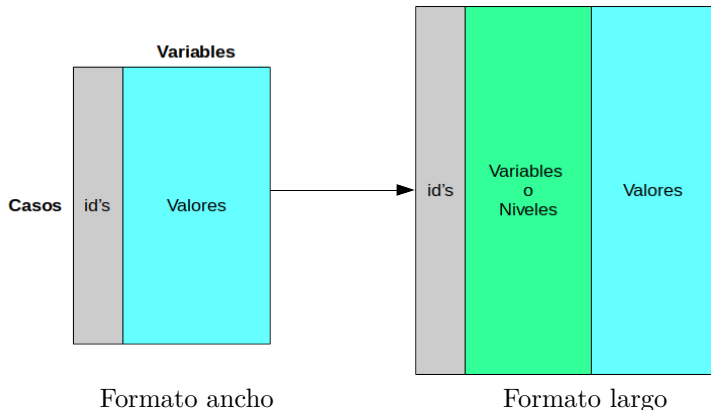 Variables
Casos
id's
Valores
Formato ancho
id's
Variables
o
Niveles
Valores
Formato largo